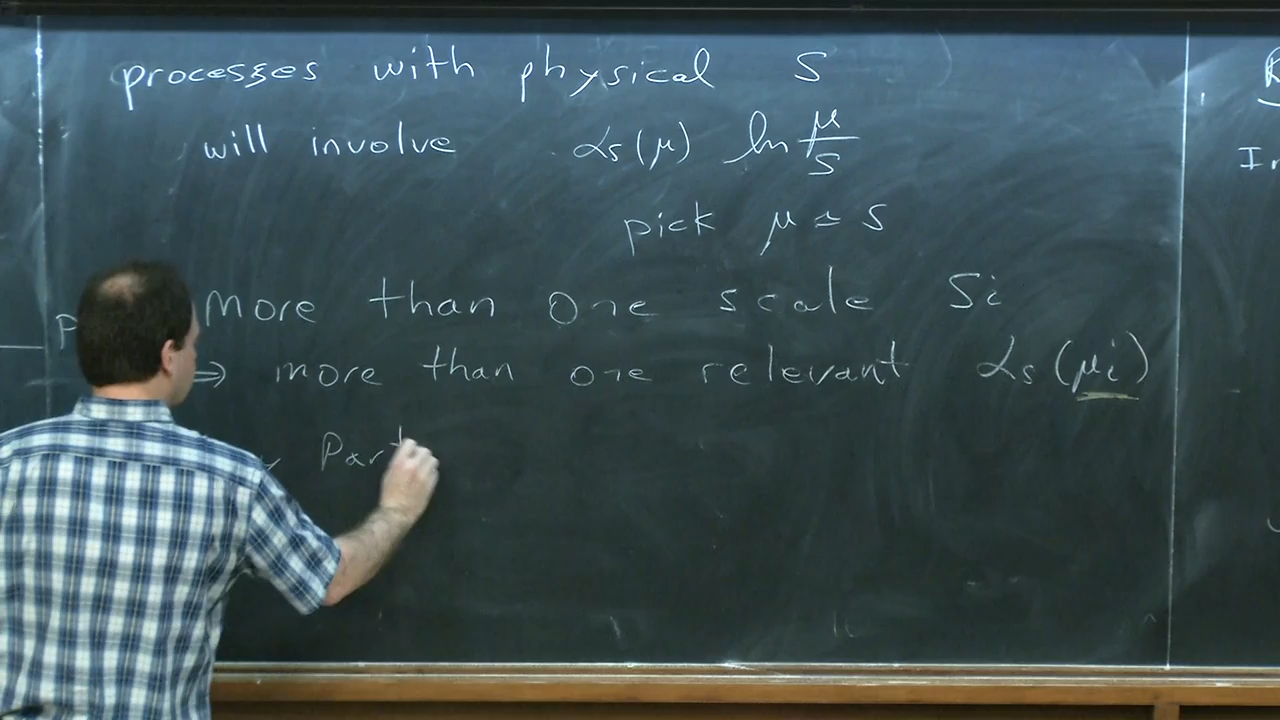 processes with physical S
will involve αs(μ) ln μ/S
pick μ ≃ S
more than one scale Si
⇒ more than one relevant αs(μi)
Part